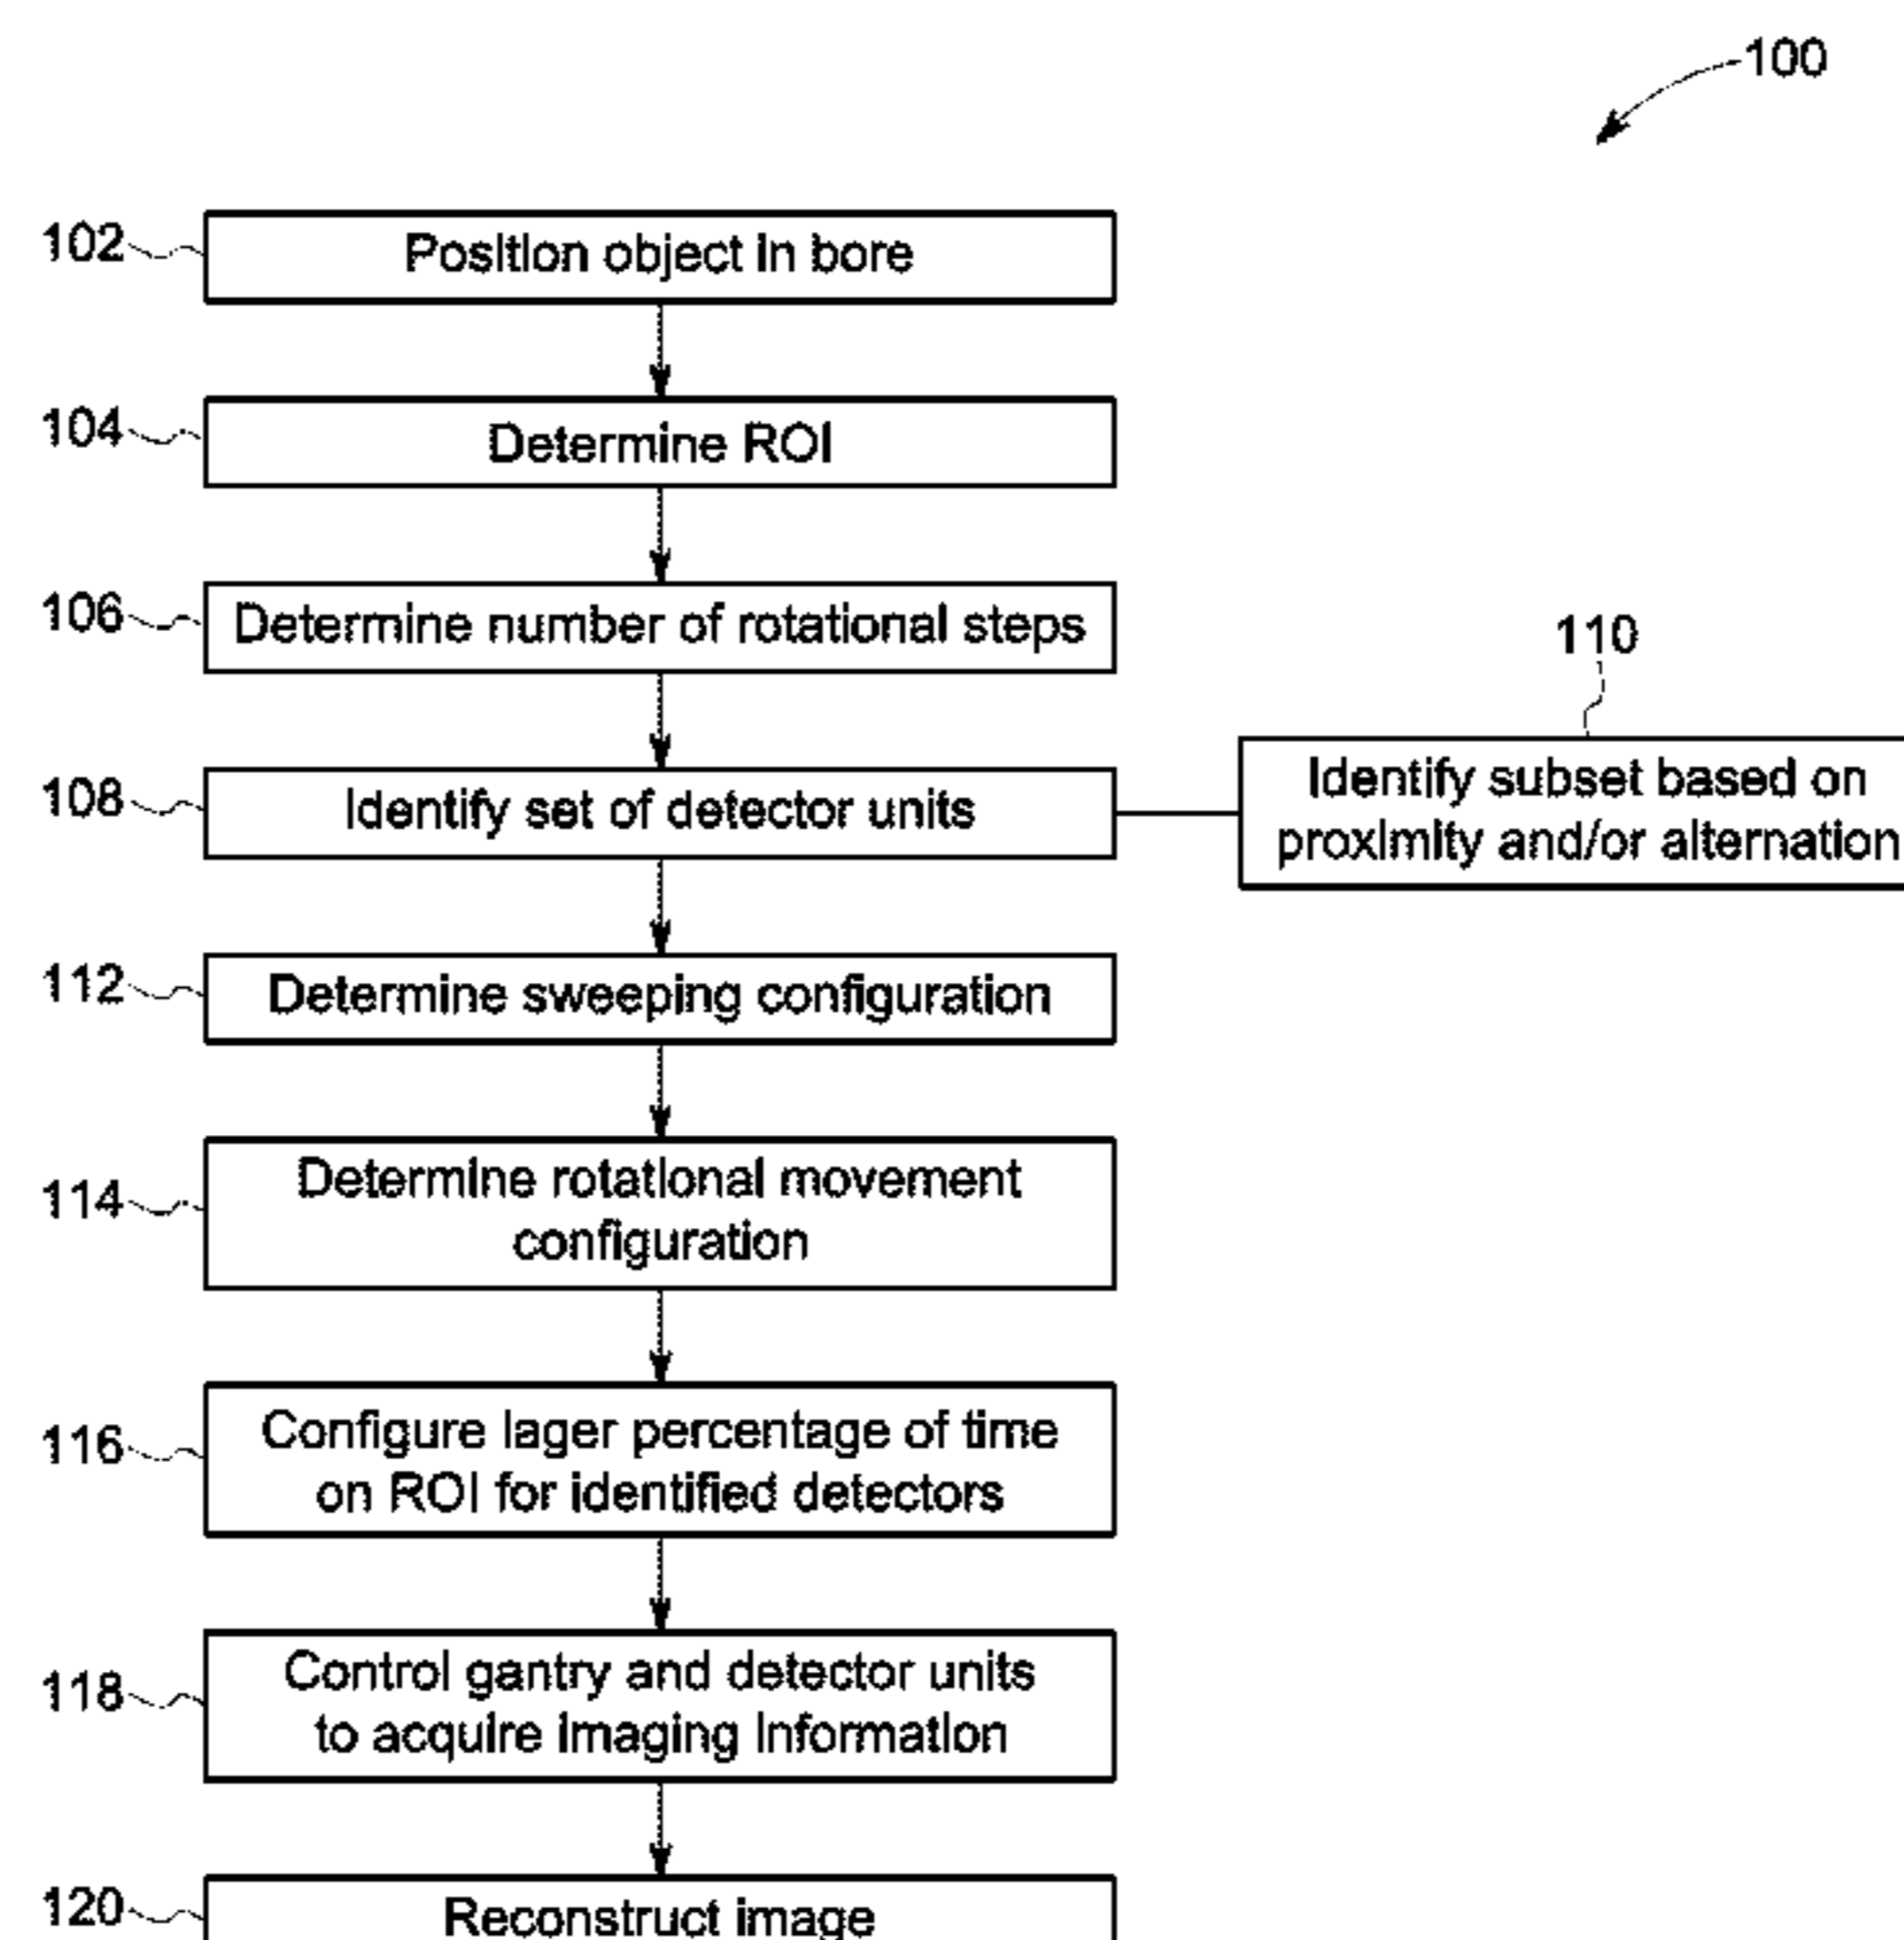 100
102
Position object in bore
104
Determine ROI
106
Determine number of rotational steps
108
Identify set of detector units
110
Identify subset based on
proximity and/or alternation
112
Determine sweeping configuration
114
Determine rotational movement
configuration
116
Configure lager percentage of time
on ROI for identified detectors
118
Control gantry and detector units
to acquire imaging information
120
Reconstruct image